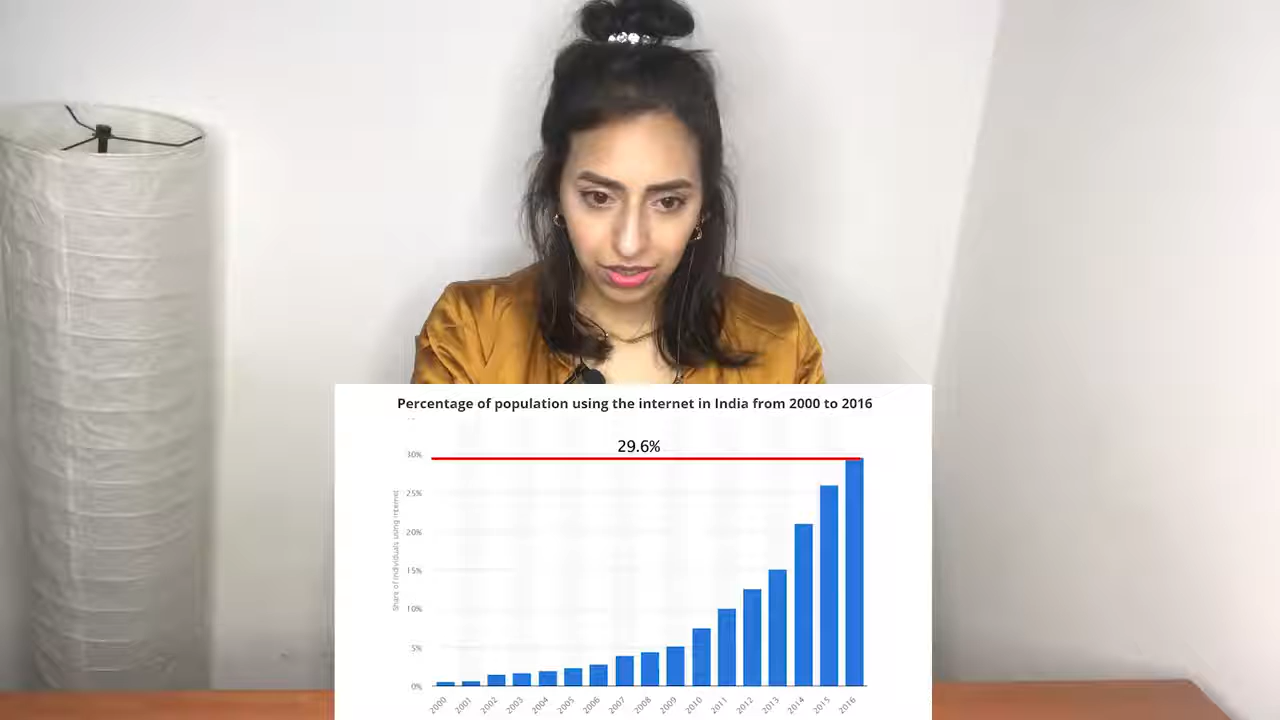 Percentage of population using the internet in India from 2000 to 2016
29.6%
30%
25%
20%
15%
10%
5%
0%
Share of individuals using internet
2000 2001 2002 2003 2004 2005 2006 2007 2008 2009 2010 2011 2012 2013 2014 2015 2016